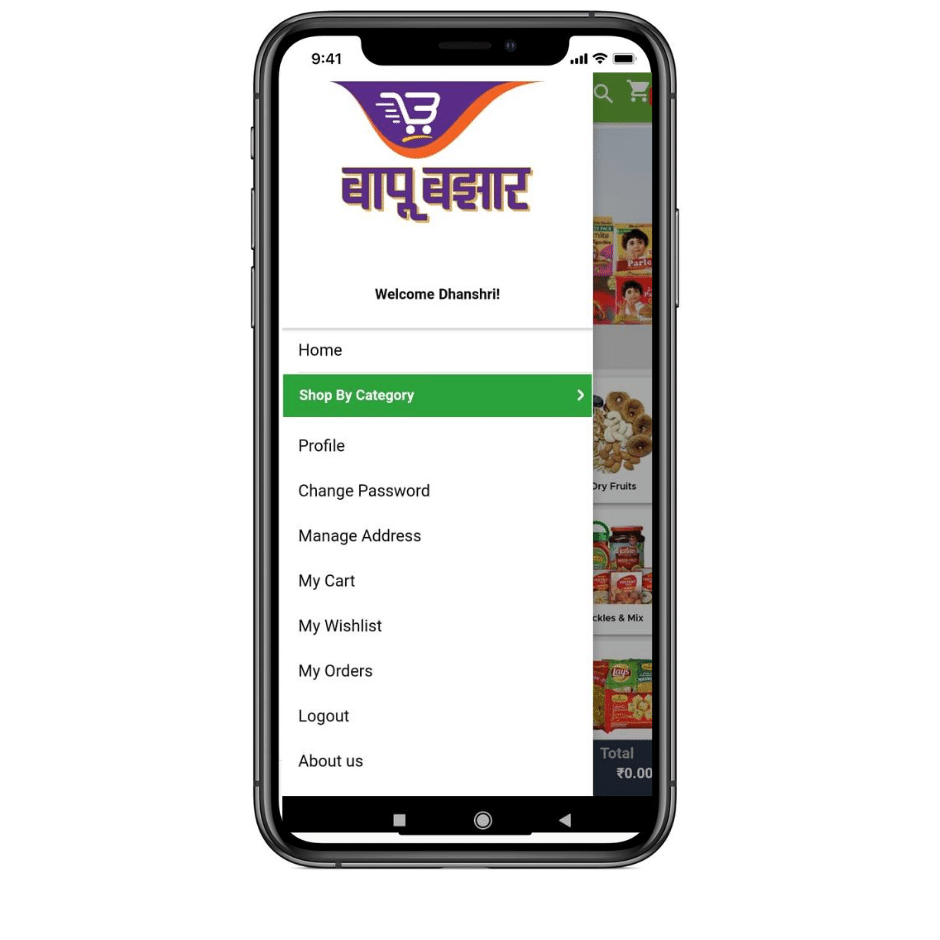 9:41
बापू बझार
Welcome Dhanshri!
Home
Shop By Category
Profile
Change Password
Manage Address
My Cart
My Wishlist
My Orders
Logout
About us
Parle
Dry Fruits
ckles & Mix
Lays
Total
₹0.00